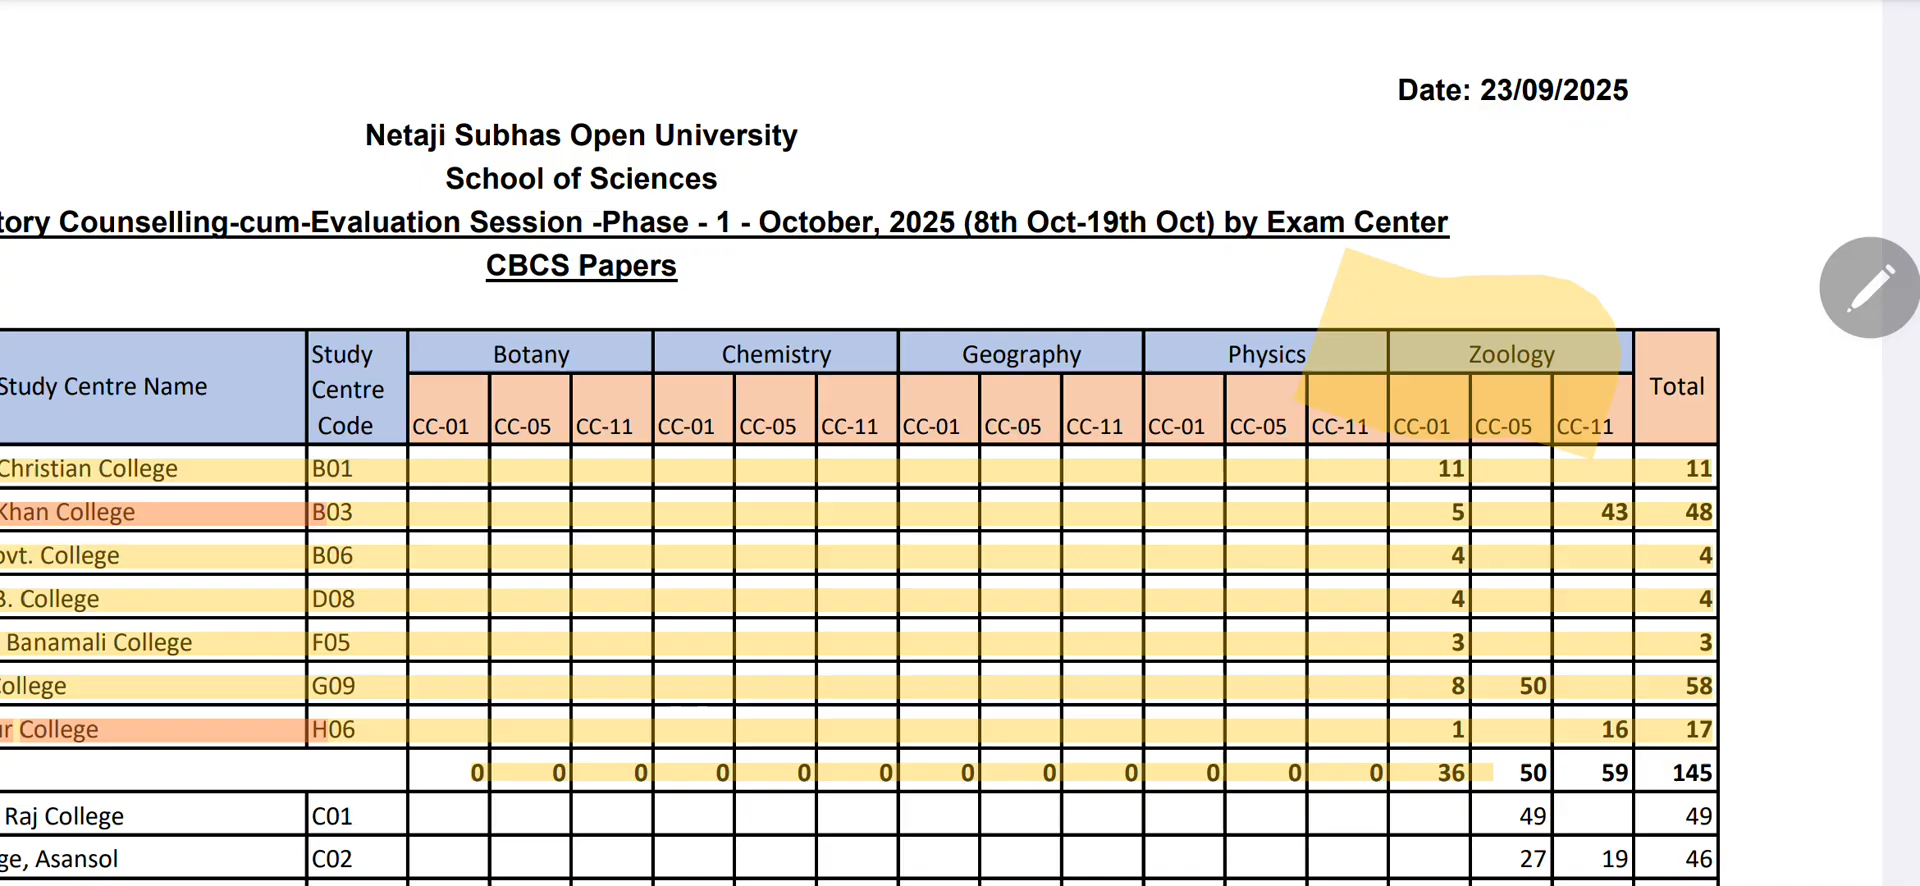 Date: 23/09/2025
Netaji Subhas Open University
School of Sciences
tory Counselling-cum-Evaluation Session -Phase - 1 - October, 2025 (8th Oct-19th Oct) by Exam Center
CBCS Papers
Study Centre Name Study Centre Code Botany Chemistry Geography Physics Zoology Total
CC-01 CC-05 CC-11 CC-01 CC-05 CC-11 CC-01 CC-05 CC-11 CC-01 CC-05 CC-11 CC-01 CC-05 CC-11
Christian College B01 11 11
Khan College B03 5 43 48
ovt. College B06 4 4
B. College D08 4 4
Banamali College F05 3 3
College G09 8 50 58
ur College H06 1 16 17
0 0 0 0 0 0 0 0 0 0 0 0 36 50 59 145
Raj College C01 49 49
ge, Asansol C02 27 19 46